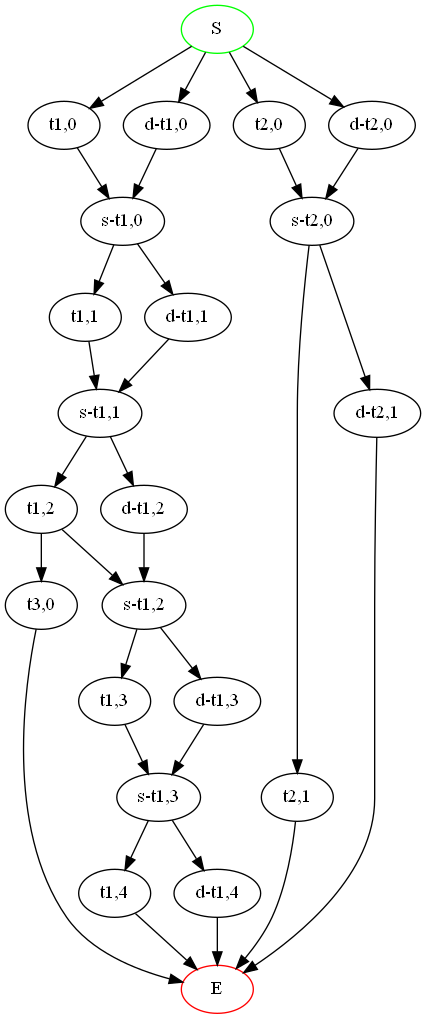 S
t1,0
d-t1,0
t2,0
d-t2,0
s-t1,0
s-t2,0
t1,1
d-t1,1
s-t1,1
d-t2,1
t1,2
d-t1,2
t3,0
s-t1,2
t1,3
d-t1,3
s-t1,3
t2,1
t1,4
d-t1,4
E